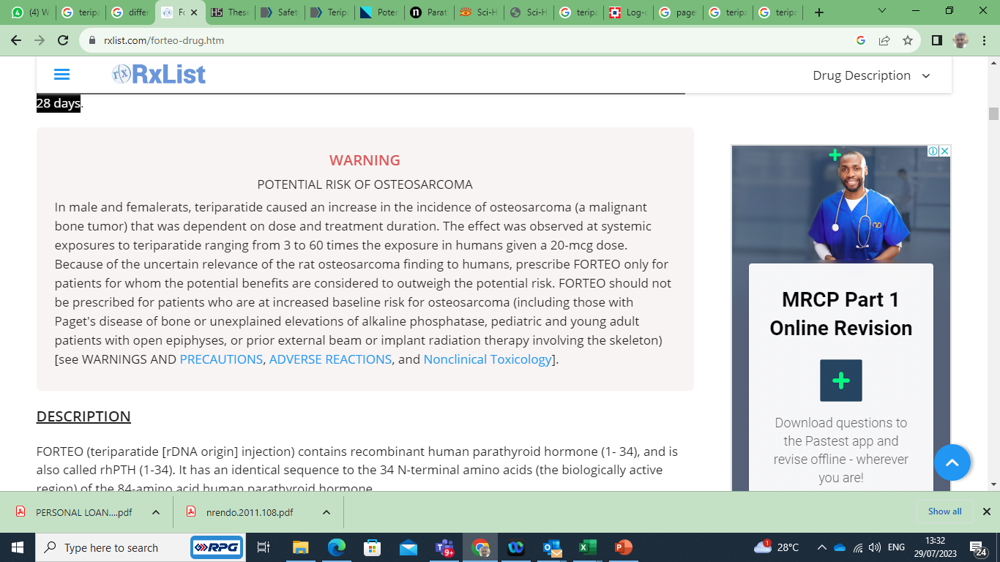 (4) W
teripa
differ
Fo
These
Safet
Terip
Poter
Parat
Sci-H
Sci-H
teripa
Log-o
page
teripa
teripa
rxlist.com/forteo-drug.htm
RxList
Drug Description
28 days.
WARNING
POTENTIAL RISK OF OSTEOSARCOMA
In male and femalerats, teriparatide caused an increase in the incidence of osteosarcoma (a malignant
bone tumor) that was dependent on dose and treatment duration. The effect was observed at systemic
exposures to teriparatide ranging from 3 to 60 times the exposure in humans given a 20-mcg dose.
Because of the uncertain relevance of the rat osteosarcoma finding to humans, prescribe FORTEO only for
patients for whom the potential benefits are considered to outweigh the potential risk. FORTEO should not
be prescribed for patients who are at increased baseline risk for osteosarcoma (including those with
Paget's disease of bone or unexplained elevations of alkaline phosphatase, pediatric and young adult
patients with open epiphyses, or prior external beam or implant radiation therapy involving the skeleton)
[see WARNINGS AND PRECAUTIONS, ADVERSE REACTIONS, and Nonclinical Toxicology].
DESCRIPTION
FORTEO (teriparatide [rDNA origin] injection) contains recombinant human parathyroid hormone (1- 34), and is
also called rhPTH (1-34). It has an identical sequence to the 34 N-terminal amino acids (the biologically active
region) of the 84-amino acid human parathyroid hormone.
MRCP Part 1
Online Revision
Download questions to
the Pastest app and
revise offline - wherever
you are!
PERSONAL LOAN....pdf
nrendo.2011.108.pdf
Show all
Type here to search
RPG
9+
1
28°C
ENG
13:32
29/07/2023
24